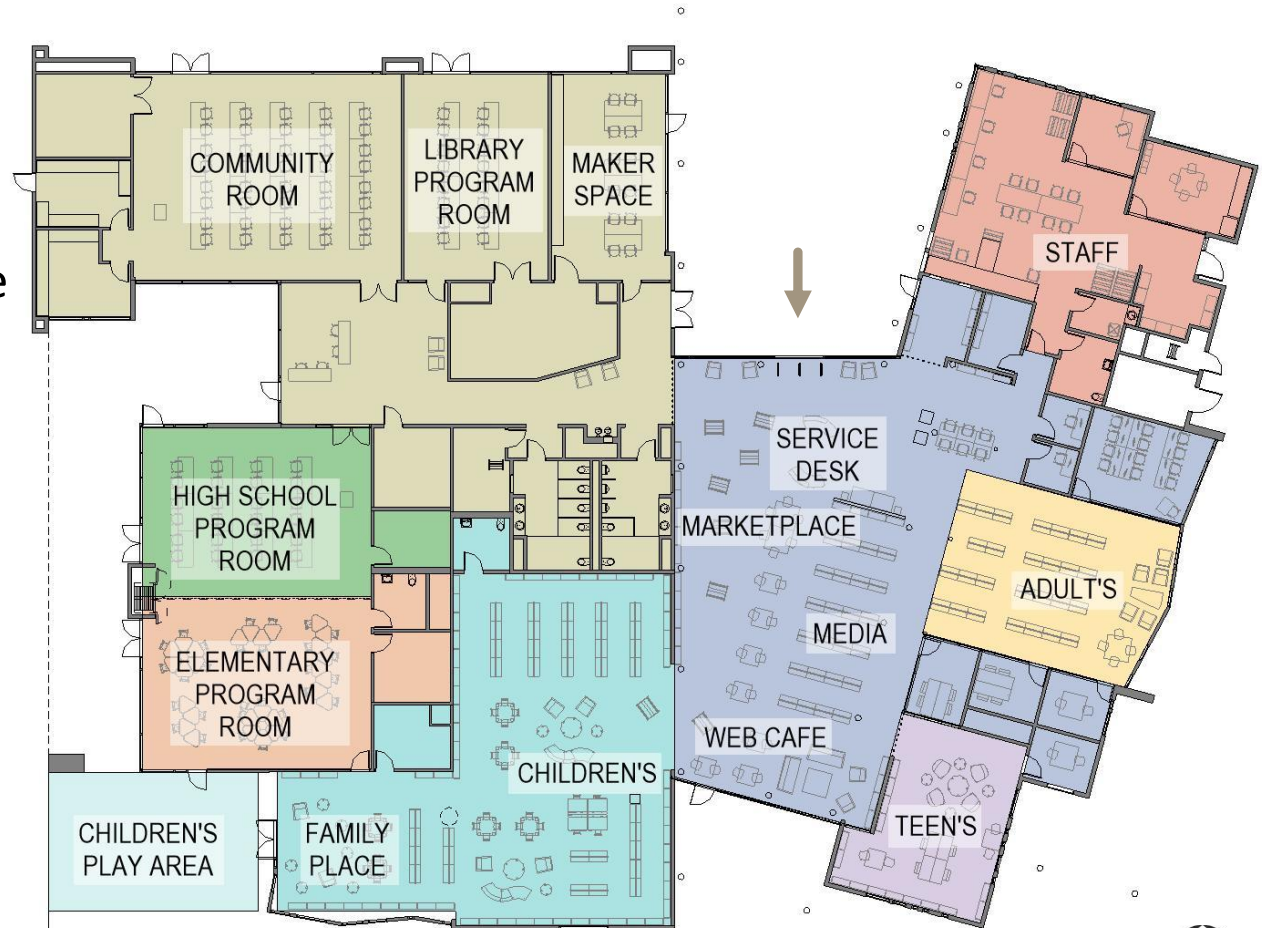 COMMUNITY
ROOM
LIBRARY
PROGRAM
ROOM
MAKER
SPACE
STAFF
e
SERVICE
DESK
HIGH SCHOOL
PROGRAM
ROOM
MARKETPLACE
ADULT'S
MEDIA
ELEMENTARY
PROGRAM
ROOM
WEB CAFE
CHILDREN'S
TEEN'S
CHILDREN'S
PLAY AREA
FAMILY
PLACE